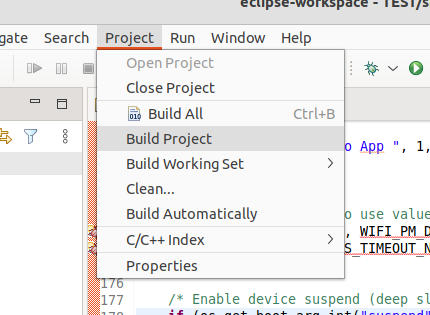 eclipse-workspace - TEST/s
gate Search Project Run Window Help
Open Project
Close Project
010 Build All Ctrl+B
Build Project
o App ", 1,
Build Working Set
Clean...
Build Automatically
o use value
C/C++ Index
, WIFI_PM_D
S_TIMEOUT_N
Properties
176
177 /* Enable device suspend (deep sl
178 if (os_get_boot_arg_int("suspend"